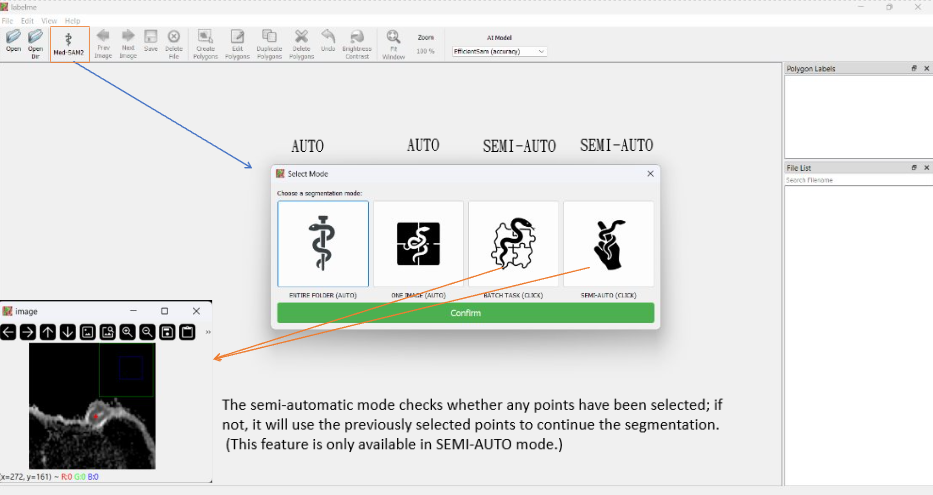 labelme
File Edit View Help
Open
Open Dir
Med-SAM2
Prev Image
Next Image
Save
Delete File
Create Polygons
Edit Polygons
Duplicate Polygons
Delete Polygons
Undo
Brightness Contrast
Fit Window
Zoom
100 %
AI Model
EfficientSam (accuracy)
Polygon Labels
File List
Search Filename
AUTO AUTO SEMI-AUTO SEMI-AUTO
Select Mode
Choose a segmentation mode:
ENTIRE FOLDER (AUTO) ONE IMAGE (AUTO) BATCH TASK (CLICK) SEMI-AUTO (CLICK)
Confirm
image
(x=272, y=161) ~ R:0 G:0 B:0
The semi-automatic mode checks whether any points have been selected; if
not, it will use the previously selected points to continue the segmentation.
(This feature is only available in SEMI-AUTO mode.)